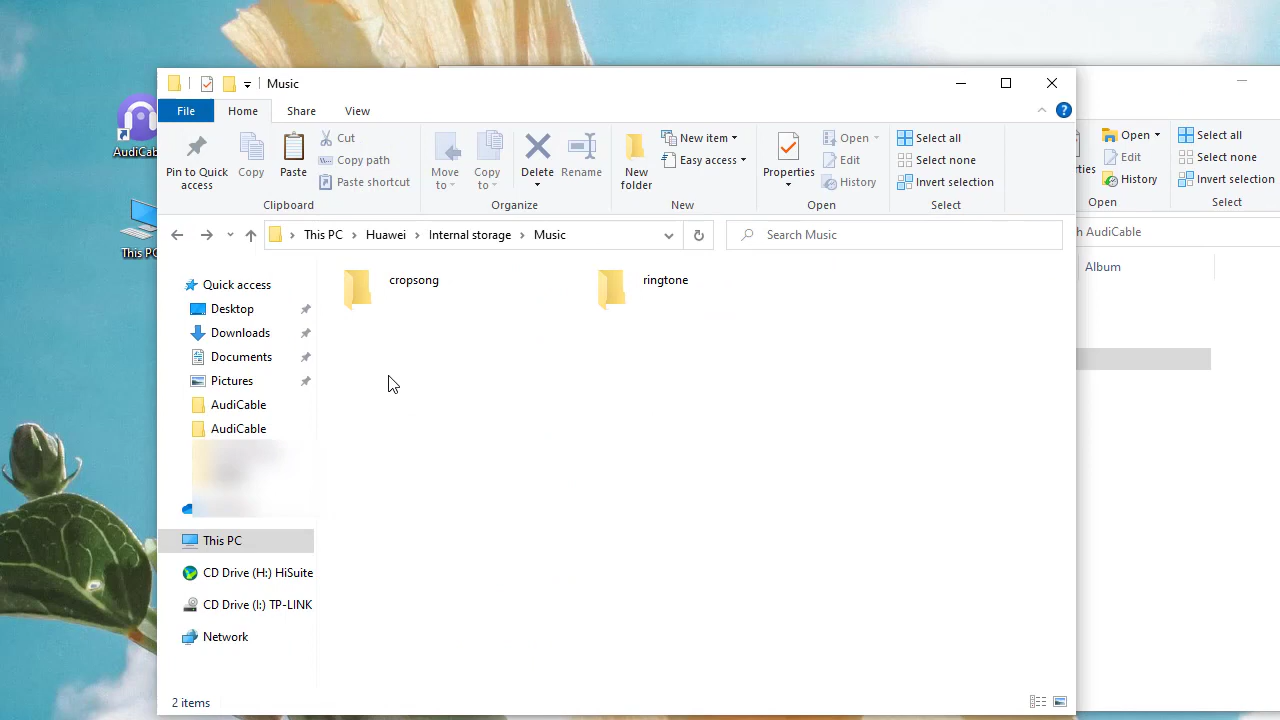 Music
File Home Share View
Pin to Quick access
Copy
Paste
Cut
Copy path
Paste shortcut
Clipboard
Move to
Copy to
Delete
Rename
Organize
New folder
New item
Easy access
New
Properties
Open
Edit
History
Open
Select all
Select none
Invert selection
Select
This PC Huawei Internal storage Music
Search Music
Quick access
Desktop
Downloads
Documents
Pictures
AudiCable
AudiCable
This PC
CD Drive (H:) HiSuite
CD Drive (I:) TP-LINK
Network
cropsong
ringtone
2 items
Open
Edit
History
Open
Select all
Select none
Invert selection
Select
AudiCable
Album